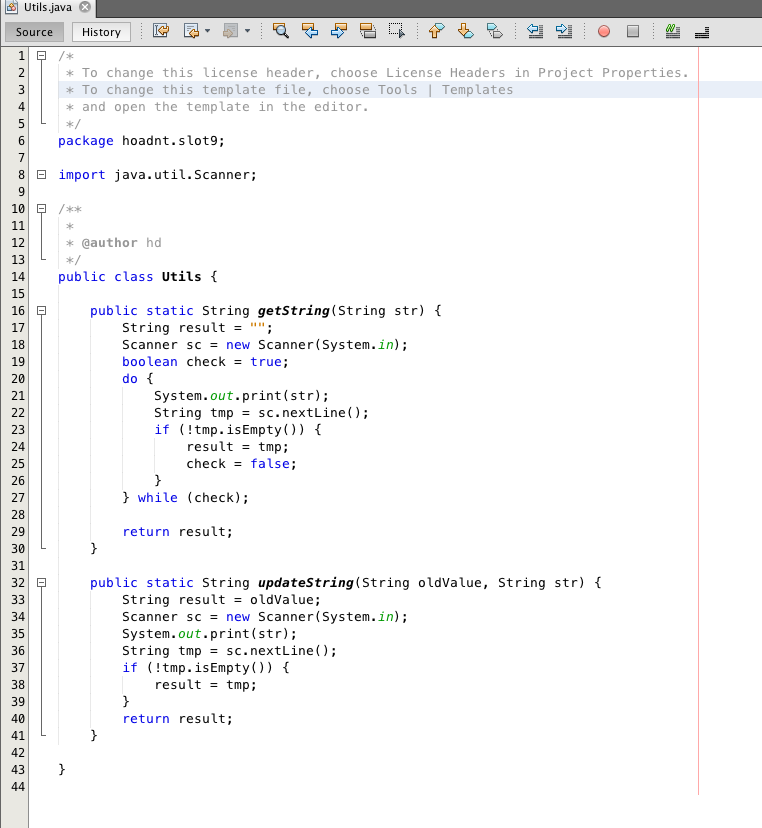 Utils.java
Source History
1 /*
2  * To change this license header, choose License Headers in Project Properties.
3  * To change this template file, choose Tools | Templates
4  * and open the template in the editor.
5  */
6 package hoadnt.slot9;
7
8 import java.util.Scanner;
9
10 /**
11  *
12  * @author hd
13  */
14 public class Utils {
15
16     public static String getString(String str) {
17         String result = "";
18         Scanner sc = new Scanner(System.in);
19         boolean check = true;
20         do {
21             System.out.print(str);
22             String tmp = sc.nextLine();
23             if (!tmp.isEmpty()) {
24                 result = tmp;
25                 check = false;
26             }
27         } while (check);
28
29         return result;
30     }
31
32     public static String updateString(String oldValue, String str) {
33         String result = oldValue;
34         Scanner sc = new Scanner(System.in);
35         System.out.print(str);
36         String tmp = sc.nextLine();
37         if (!tmp.isEmpty()) {
38             result = tmp;
39         }
40         return result;
41     }
42
43 }
44